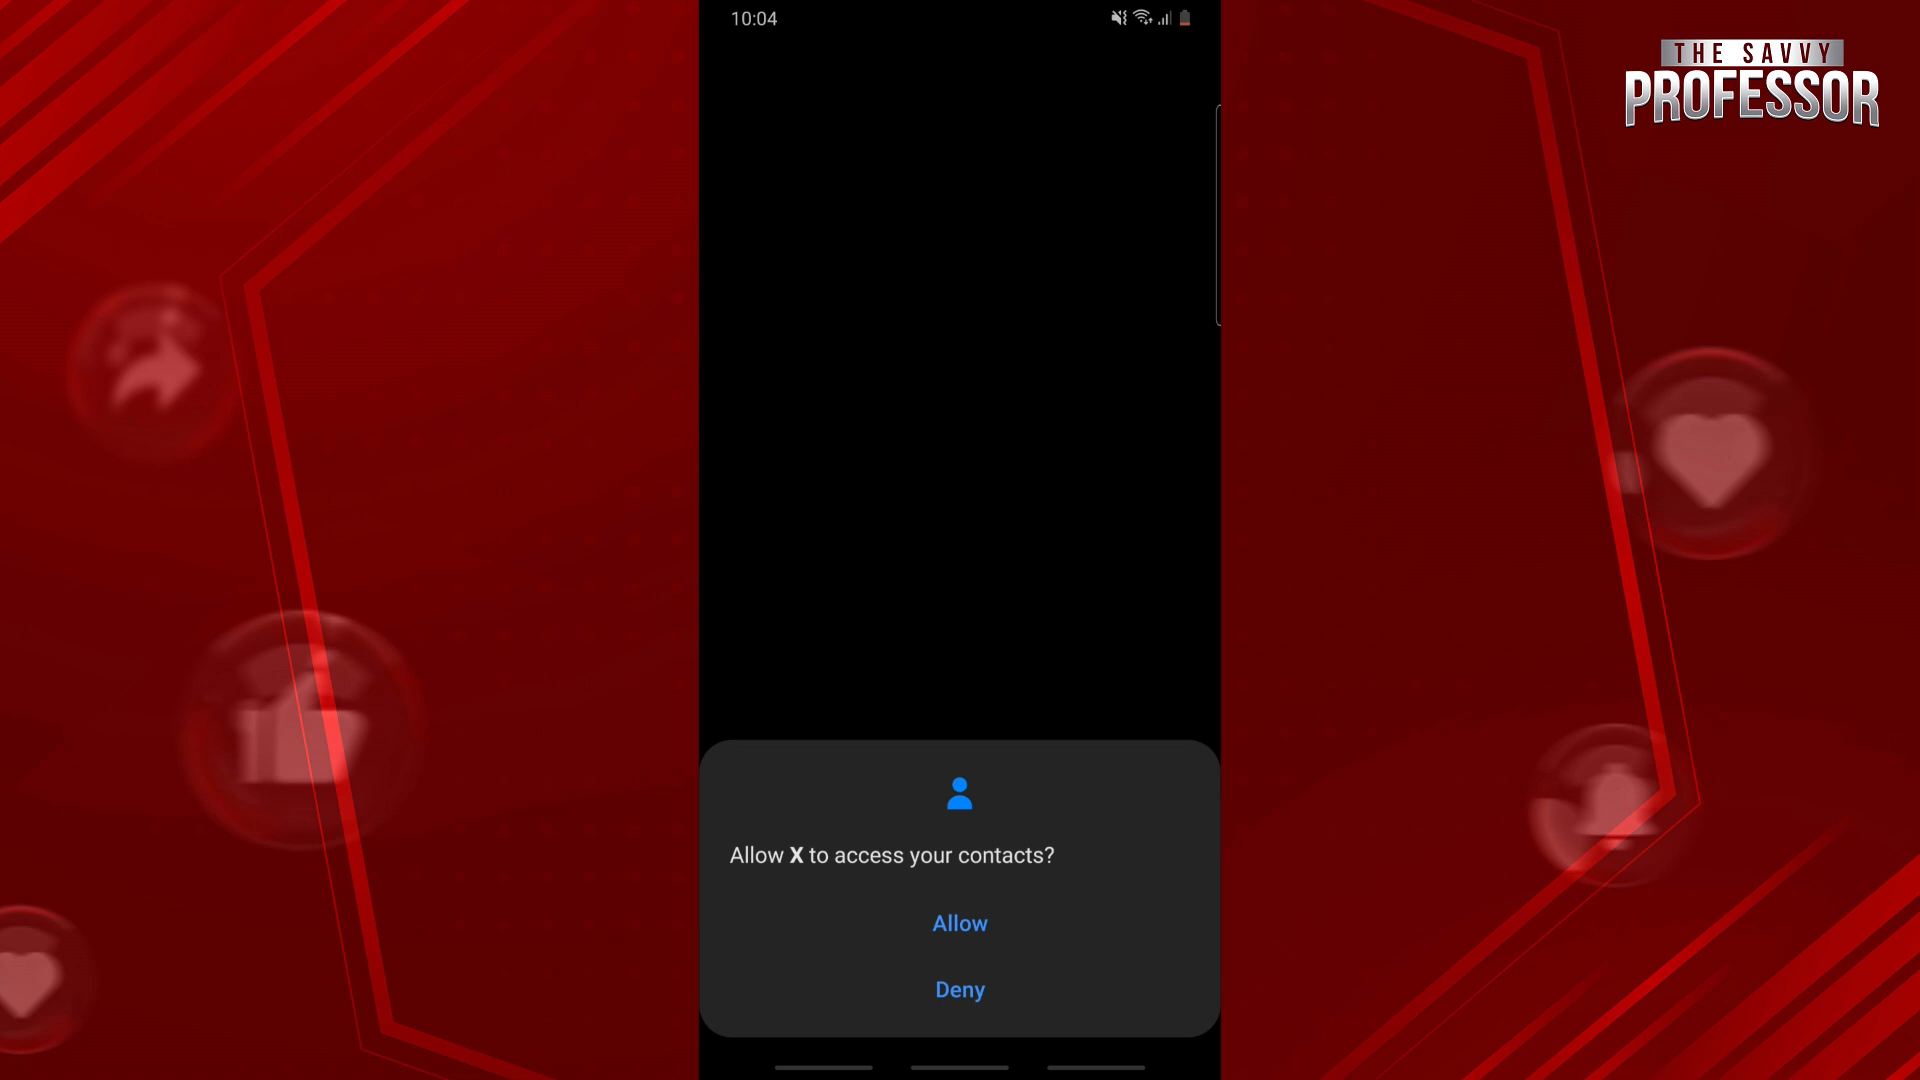 10:04
THE SAVVY
PROFESSOR
Allow X to access your contacts?
Allow
Deny